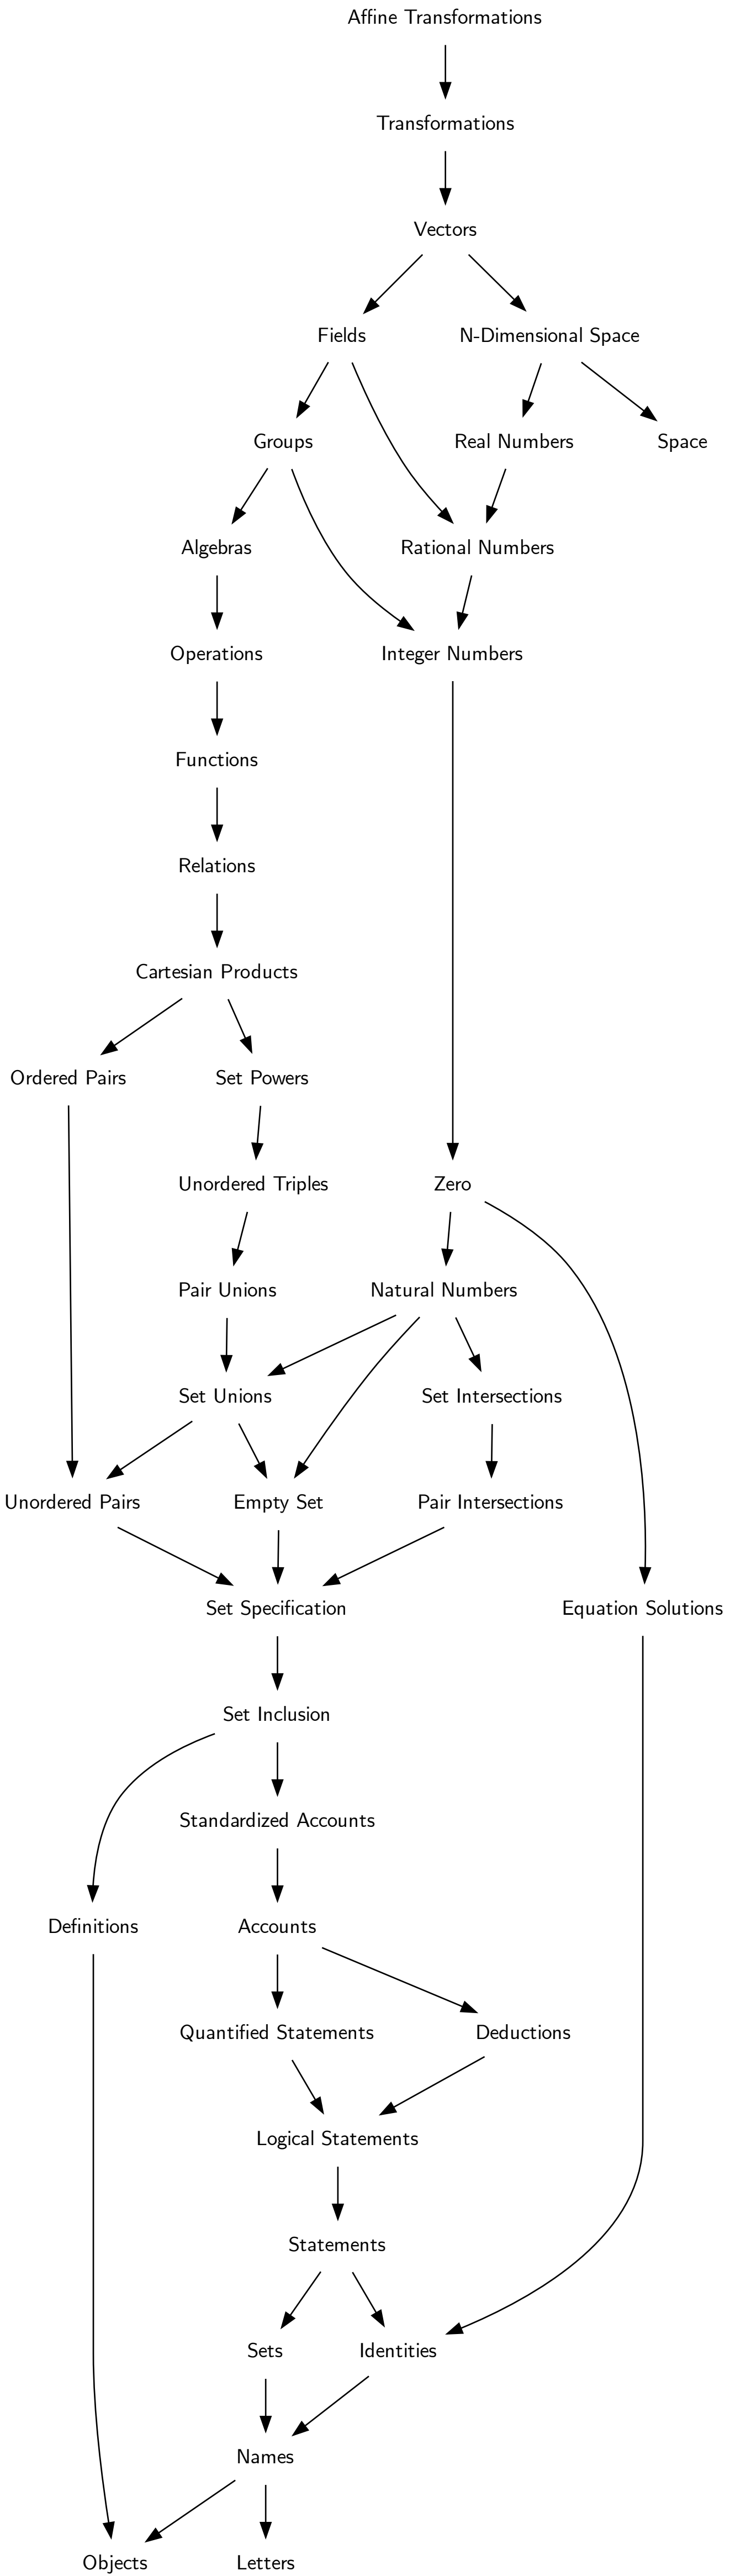 Affine Transformations
Transformations
Vectors
Fields
N-Dimensional Space
Groups
Real Numbers
Space
Algebras
Rational Numbers
Operations
Integer Numbers
Functions
Relations
Cartesian Products
Ordered Pairs
Set Powers
Unordered Triples
Zero
Pair Unions
Natural Numbers
Set Unions
Set Intersections
Unordered Pairs
Empty Set
Pair Intersections
Set Specification
Equation Solutions
Set Inclusion
Standardized Accounts
Definitions
Accounts
Quantified Statements
Deductions
Logical Statements
Statements
Sets
Identities
Names
Objects
Letters